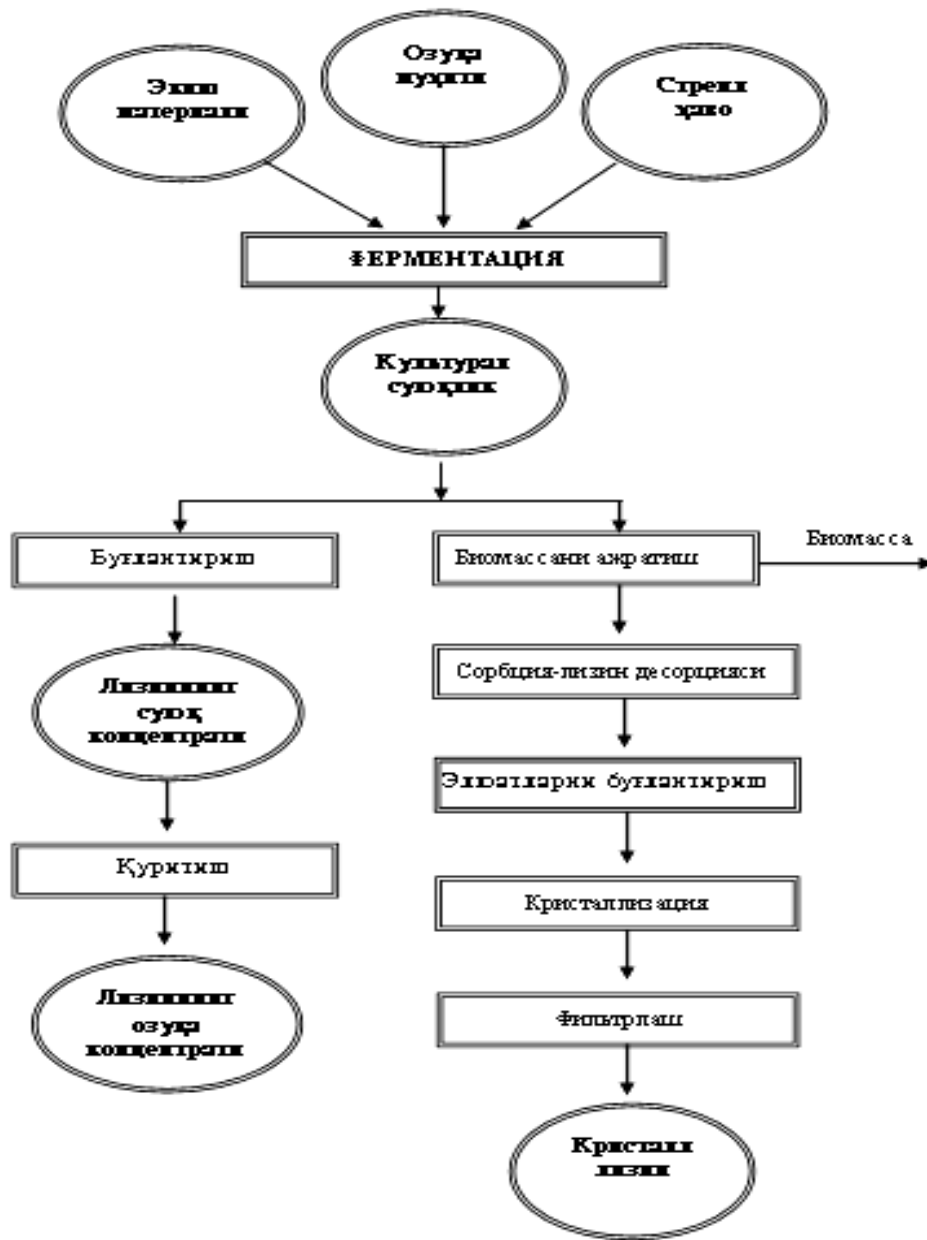 Экиш
материали
Озуқа
муҳити
Стерил
ҳаво
ФЕРМЕНТАЦИЯ
Культурал
суюқлик
Буғлантириш
Биомассани ажратиш
Биомасса
Лизиннинг
суюқ
концентрати
Сорбция-лизин десорцияси
Элюатларни буғлантириш
Қуритиш
Кристаллизация
Лизиннинг
озуқа
концентрати
Фильтрлаш
Кристалл
лизин